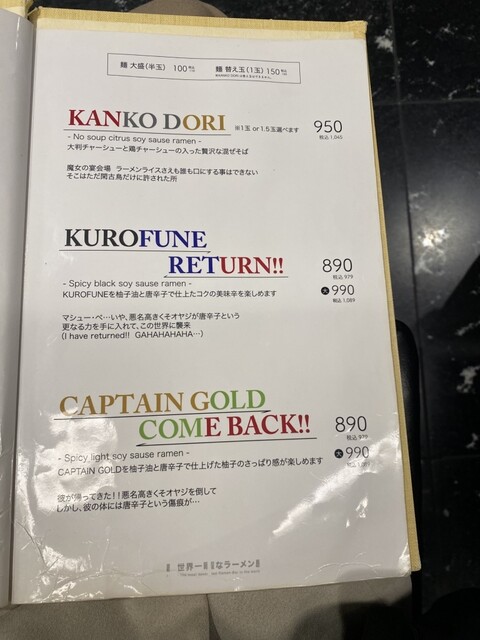 麺 大盛(半玉) 100
麺 替え玉(1玉) 150
KANKO DORI ※1玉 or 1.5玉選べます 950
税込 1,045
- No soup citrus soy sause ramen -
大判チャーシューと鶏チャーシューの入った贅沢な混ぜそば
魔女の宴会場 ラーメンライスさえも誰も口にする事はできない
そこはただ閑古鳥だけに許された所
KUROFUNE
RETURN!! 890
税込 979
- Spicy black soy sause ramen -
大 990
KUROFUNEを柚子油と唐辛子で仕上たコクの美味辛を楽しめます
税込 1,089
マシュー・ペ…いや、悪名高きくそオヤジが唐辛子という
更なる力を手に入れて、この世界に襲来
(I have returned!! GAHAHAHAHA…)
CAPTAIN GOLD
COME BACK!! 890
税込 979
- Spicy light soy sause ramen -
大 990
CAPTAIN GOLDを柚子油と唐辛子で仕上げた柚子のさっぱり感が楽しめます
彼が帰ってきた!!悪名高きくそオヤジを倒して
しかし、彼の体には唐辛子という傷痕が…
世界一 なラーメン